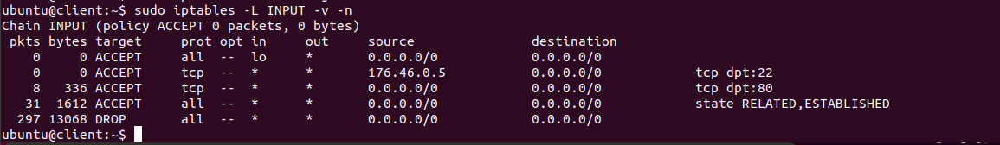 ubuntu@client:~$ sudo iptables -L INPUT -v -n
Chain INPUT (policy ACCEPT 0 packets, 0 bytes)
 pkts bytes target     prot opt in     out     source               destination
    0     0 ACCEPT     all  --  lo     *       0.0.0.0/0            0.0.0.0/0
    0     0 ACCEPT     tcp  --  *      *       176.46.0.5           0.0.0.0/0            tcp dpt:22
    8   336 ACCEPT     tcp  --  *      *       0.0.0.0/0            0.0.0.0/0            tcp dpt:80
   31  1612 ACCEPT     all  --  *      *       0.0.0.0/0            0.0.0.0/0            state RELATED,ESTABLISHED
  297 13068 DROP       all  --  *      *       0.0.0.0/0            0.0.0.0/0
ubuntu@client:~$